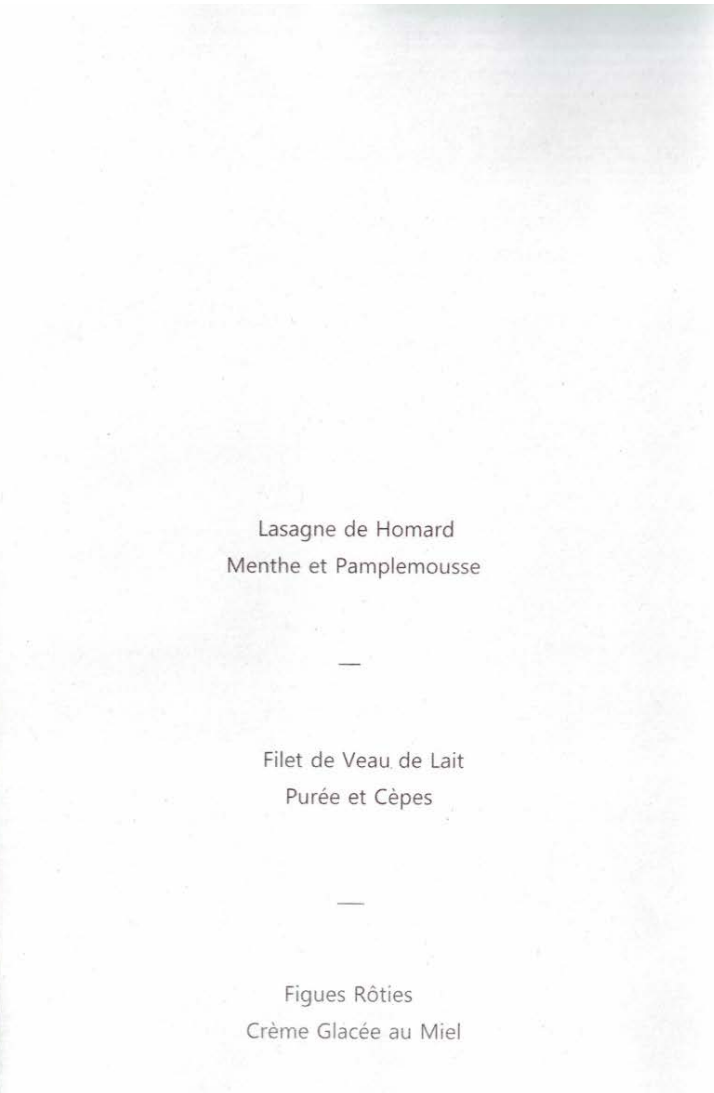 Lasagne de Homard
Menthe et Pamplemousse
—
Filet de Veau de Lait
Purée et Cèpes
—
Figues Rôties
Crème Glacée au Miel